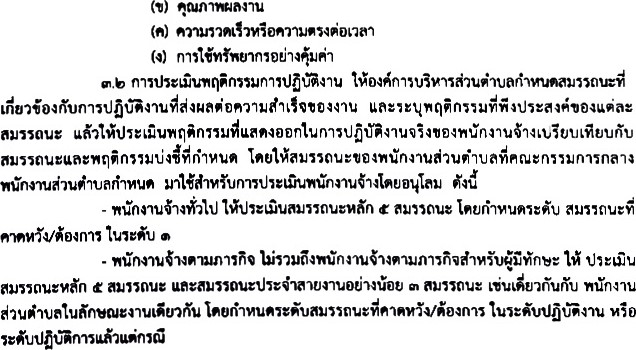 (ข) คุณภาพผลงาน
(ค) ความรวดเร็วหรือความตรงต่อเวลา
(ง) การใช้ทรัพยากรอย่างคุ้มค่า
๓.๒ การประเมินพฤติกรรมการปฏิบัติงาน ให้องค์การบริหารส่วนตำบลกำหนดสมรรถนะที่
เกี่ยวข้องกับการปฏิบัติงานที่ส่งผลต่อความสำเร็จของงาน และระบุพฤติกรรมที่พึงประสงค์ของแต่ละ
สมรรถนะ แล้วให้ประเมินพฤติกรรมที่แสดงออกในการปฏิบัติงานจริงของพนักงานจ้างเปรียบเทียบกับ
สมรรถนะและพฤติกรรมบ่งชี้ที่กำหนด โดยให้สมรรถนะของพนักงานส่วนตำบลที่คณะกรรมการกลาง
พนักงานส่วนตำบลกำหนด มาใช้สำหรับการประเมินพนักงานจ้างโดยอนุโลม ดังนี้
- พนักงานจ้างทั่วไป ให้ประเมินสมรรถนะหลัก ๕ สมรรถนะ โดยกำหนดระดับ สมรรถนะที่
คาดหวัง/ต้องการ ในระดับ ๑
- พนักงานจ้างตามภารกิจ ไม่รวมถึงพนักงานจ้างตามภารกิจสำหรับผู้มีทักษะ ให้ ประเมิน
สมรรถนะหลัก ๕ สมรรถนะ และสมรรถนะประจำสายงานอย่างน้อย ๓ สมรรถนะ เช่นเดียวกันกับ พนักงาน
ส่วนตำบลในลักษณะงานเดียวกัน โดยกำหนดระดับสมรรถนะที่คาดหวัง/ต้องการ ในระดับปฏิบัติงาน หรือ
ระดับปฏิบัติการแล้วแต่กรณี